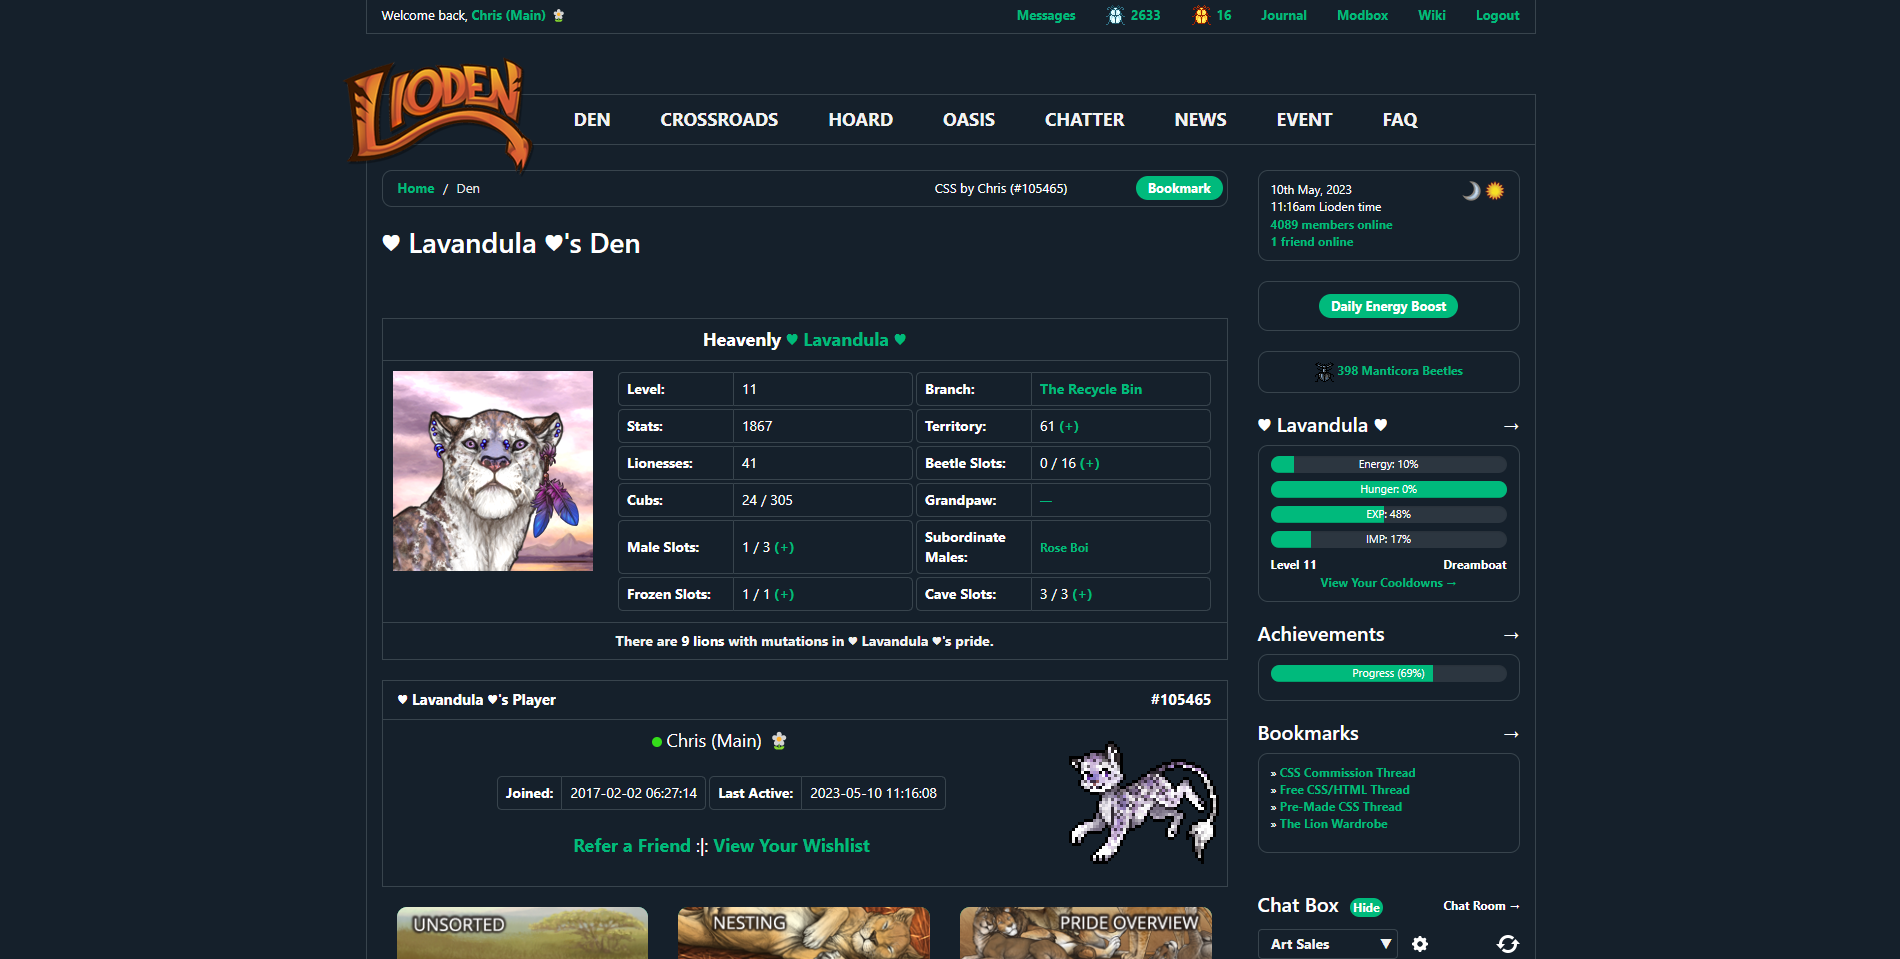 Welcome back, Chris (Main)
Messages 2633 16 Journal Modbox Wiki Logout
LIODEN
DEN CROSSROADS HOARD OASIS CHATTER NEWS EVENT FAQ
Home / Den CSS by Chris (#105465) Bookmark
♥ Lavandula ♥'s Den
Heavenly ♥ Lavandula ♥
Level: 11 Branch: The Recycle Bin
Stats: 1867 Territory: 61 (+)
Lionesses: 41 Beetle Slots: 0 / 16 (+)
Cubs: 24 / 305 Grandpaw: —
Male Slots: 1 / 3 (+) Subordinate Males: Rose Boi
Frozen Slots: 1 / 1 (+) Cave Slots: 3 / 3 (+)
There are 9 lions with mutations in ♥ Lavandula ♥'s pride.
♥ Lavandula ♥'s Player #105465
Chris (Main)
Joined: 2017-02-02 06:27:14 Last Active: 2023-05-10 11:16:08
Refer a Friend :|: View Your Wishlist
UNSORTED NESTING PRIDE OVERVIEW
10th May, 2023
11:16am Lioden time
4089 members online
1 friend online
Daily Energy Boost
398 Manticora Beetles
♥ Lavandula ♥ →
Energy: 10%
Hunger: 0%
EXP: 48%
IMP: 17%
Level 11 Dreamboat
View Your Cooldowns →
Achievements →
Progress (69%)
Bookmarks →
» CSS Commission Thread
» Free CSS/HTML Thread
» Pre-Made CSS Thread
» The Lion Wardrobe
Chat Box Hide Chat Room →
Art Sales ▼